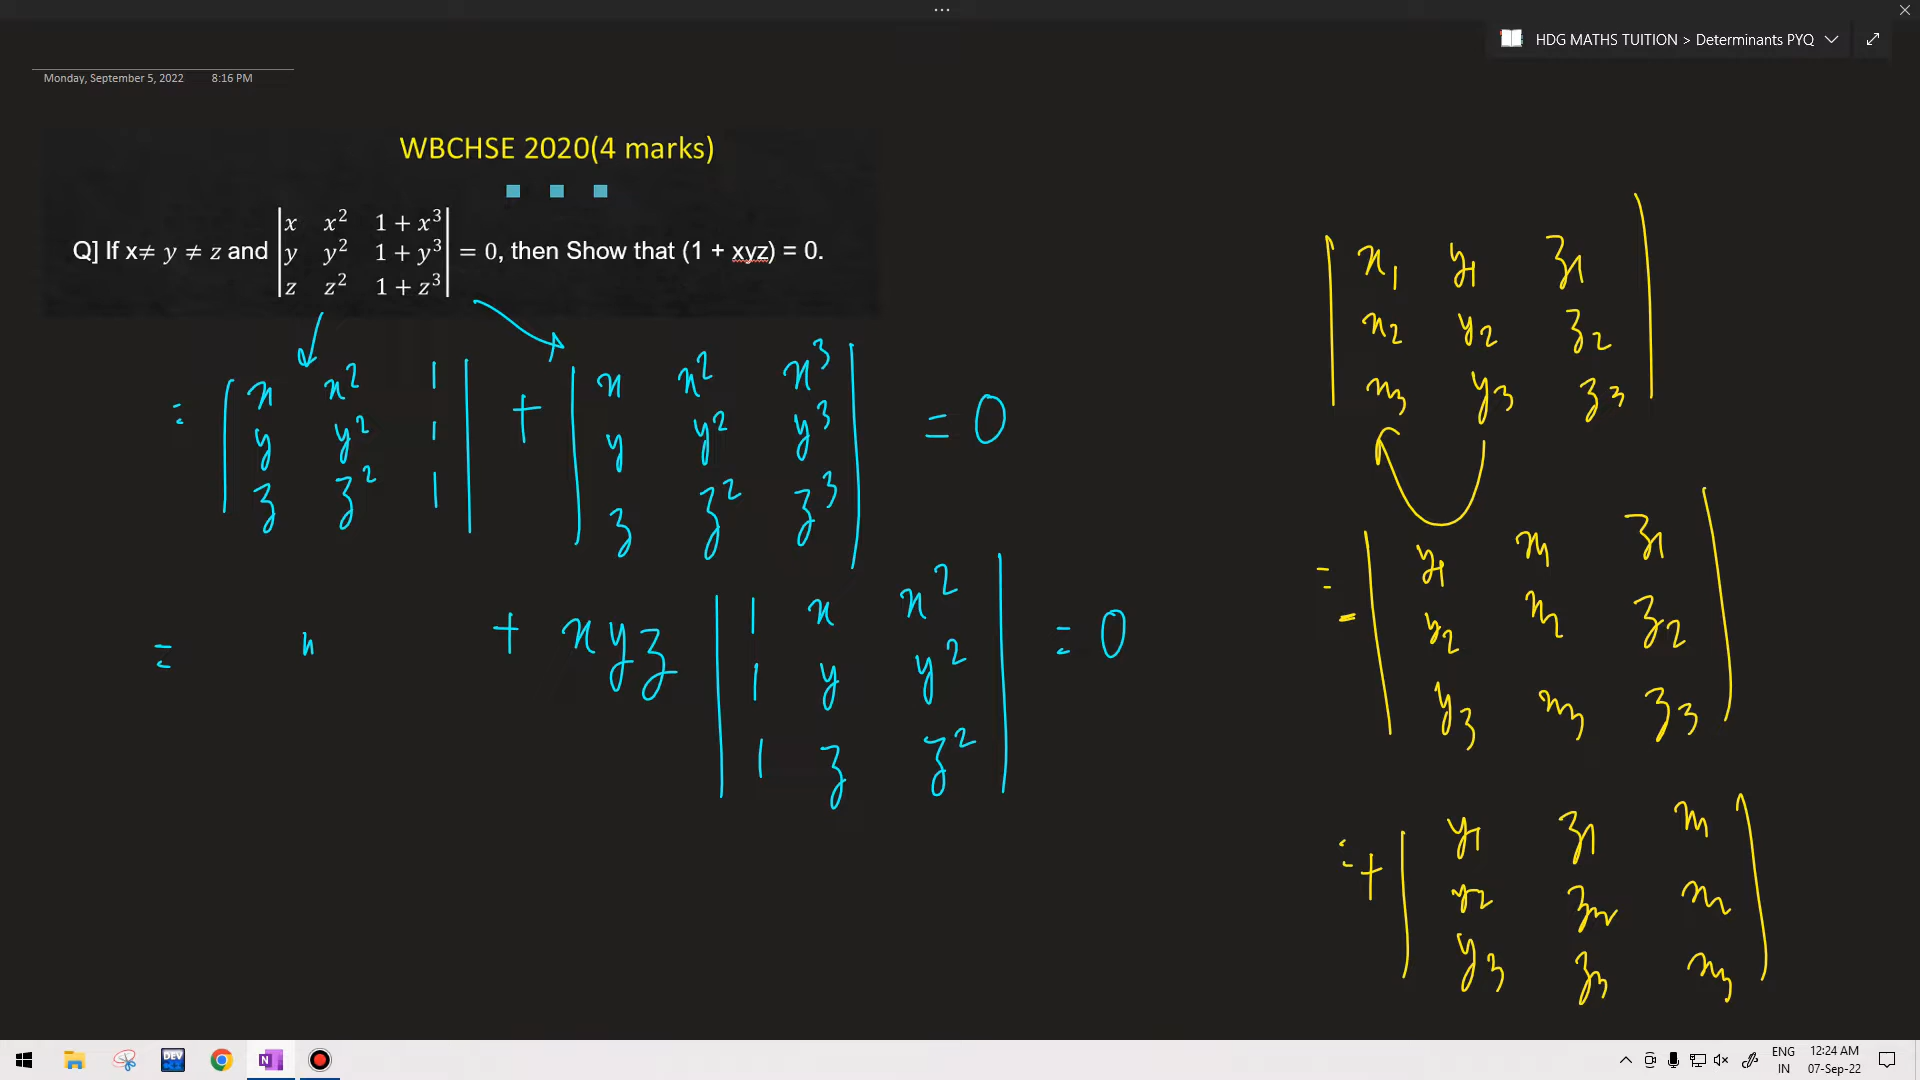 HDG MATHS TUITION > Determinants PYQ
Monday, September 5, 2022 8:16 PM
WBCHSE 2020(4 marks)
Q] If x≠ y ≠ z and |x x² 1 + x³| = 0, then Show that (1 + xyz) = 0.
|y y² 1 + y³|
|z z² 1 + z³|
= |x x² 1| + |x x² x³| = 0
|y y² 1| |y y² y³|
|z z² 1| |z z² z³|
= " + xyz |1 x x²| = 0
|1 y y²|
|1 z z²|
|x₁ y₁ z₁|
|x₂ y₂ z₂|
|x₃ y₃ z₃|
= - |y₁ x₁ z₁|
|y₂ x₂ z₂|
|y₃ x₃ z₃|
= + |y₁ z₁ x₁|
|y₂ z₂ x₂|
|y₃ z₃ x₃|
DEV
N
ENG
IN
12:24 AM
07-Sep-22